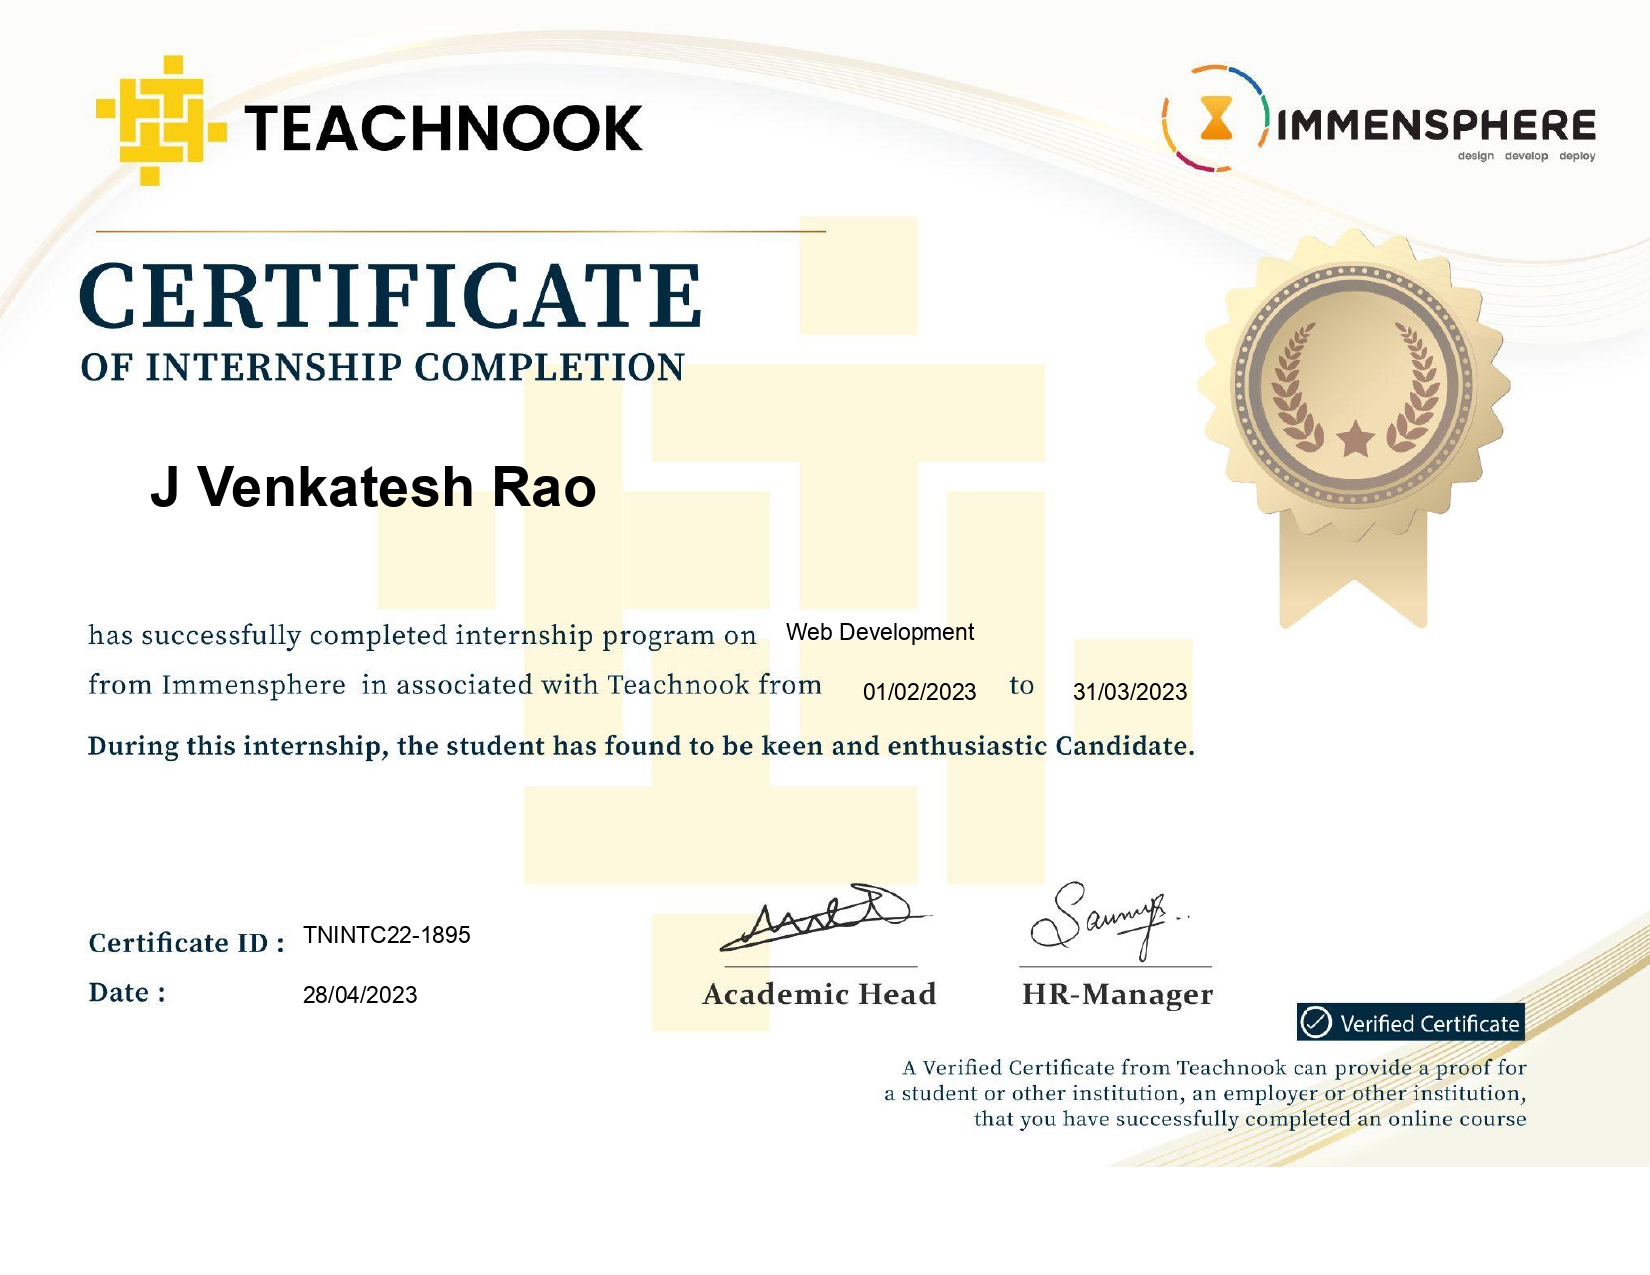 TEACHNOOK
IMMENSPHERE
design develop deploy
CERTIFICATE
OF INTERNSHIP COMPLETION
J Venkatesh Rao
has successfully completed internship program on Web Development
from Immensphere in associated with Teachnook from 01/02/2023 to 31/03/2023
During this internship, the student has found to be keen and enthusiastic Candidate.
Certificate ID : TNINTC22-1895
Date : 28/04/2023
Academic Head
HR-Manager
Verified Certificate
A Verified Certificate from Teachnook can provide a proof for
a student or other institution, an employer or other institution,
that you have successfully completed an online course